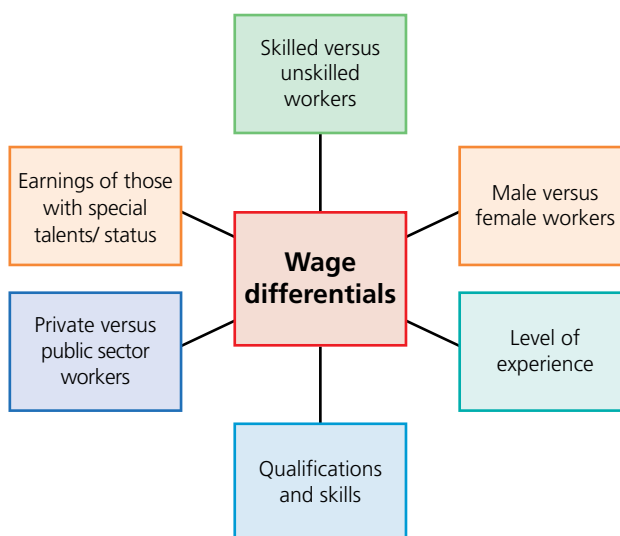 Skilled versus
unskilled
workers
Earnings of those
with special
talents/ status
Male versus
female workers
Wage
differentials
Private versus
public sector
workers
Level of
experience
Qualifications
and skills